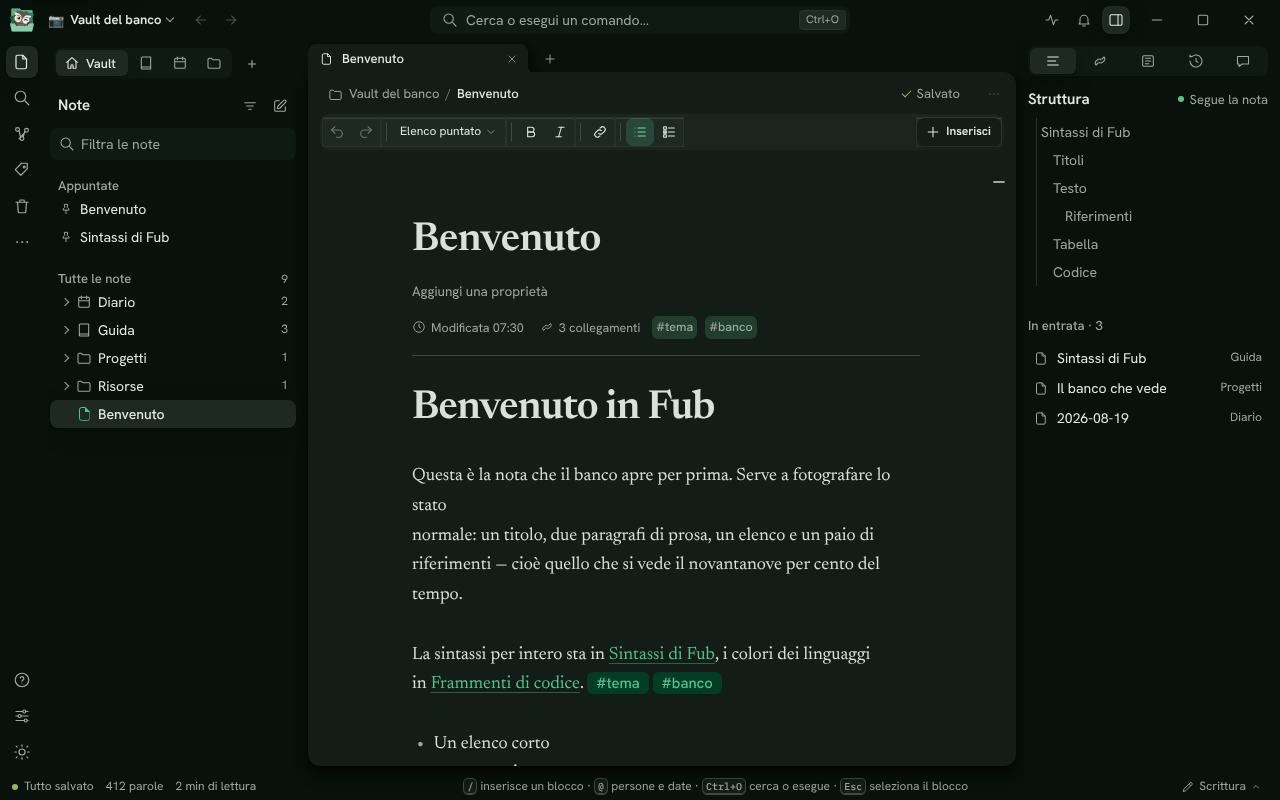 Vault del banco
Cerca o esegui un comando…
Ctrl+O
Vault
Note
Filtra le note
Appuntate
Benvenuto
Sintassi di Fub
Tutte le note 9
Diario 2
Guida 3
Progetti 1
Risorse 1
Benvenuto
Benvenuto
Vault del banco / Benvenuto
Salvato
Elenco puntato
B I
Inserisci
Benvenuto
Aggiungi una proprietà
Modificata 07:30 3 collegamenti #tema #banco
Benvenuto in Fub
Questa è la nota che il banco apre per prima. Serve a fotografare lo
stato
normale: un titolo, due paragrafi di prosa, un elenco e un paio di
riferimenti — cioè quello che si vede il novantanove per cento del
tempo.
La sintassi per intero sta in Sintassi di Fub, i colori dei linguaggi
in Frammenti di codice. #tema #banco
• Un elenco corto
Struttura
Segue la nota
Sintassi di Fub
Titoli
Testo
Riferimenti
Tabella
Codice
In entrata · 3
Sintassi di Fub Guida
Il banco che vede Progetti
2026-08-19 Diario
Tutto salvato 412 parole 2 min di lettura
/ inserisce un blocco · @ persone e date · Ctrl+O cerca o esegue · Esc seleziona il blocco
Scrittura